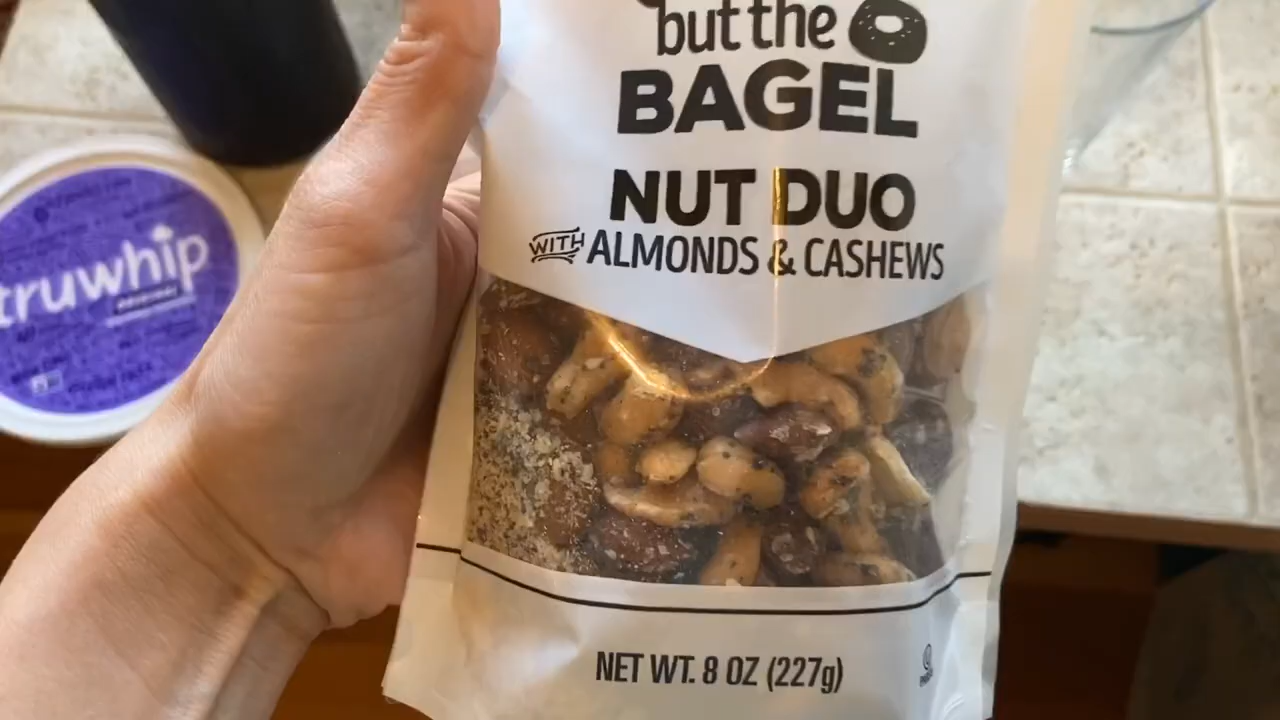 but the
BAGEL
NUT DUO
WITH ALMONDS & CASHEWS
NET WT. 8 OZ (227g)
truwhip